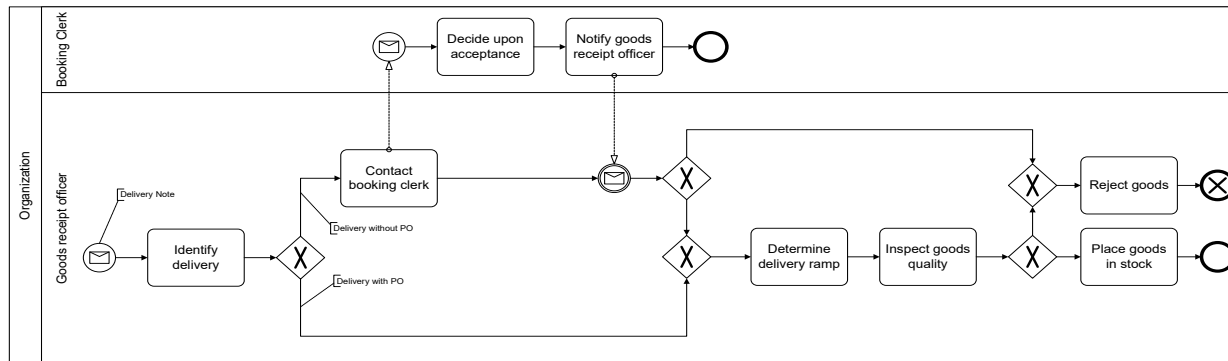 Organization
Booking Clerk
Decide upon
acceptance
Notify goods
receipt officer
Goods receipt officer
Delivery Note
Identify
delivery
Contact
booking clerk
Delivery without PO
Delivery with PO
X
X
X
Determine
delivery ramp
Inspect goods
quality
X
X
Reject goods
Place goods
in stock